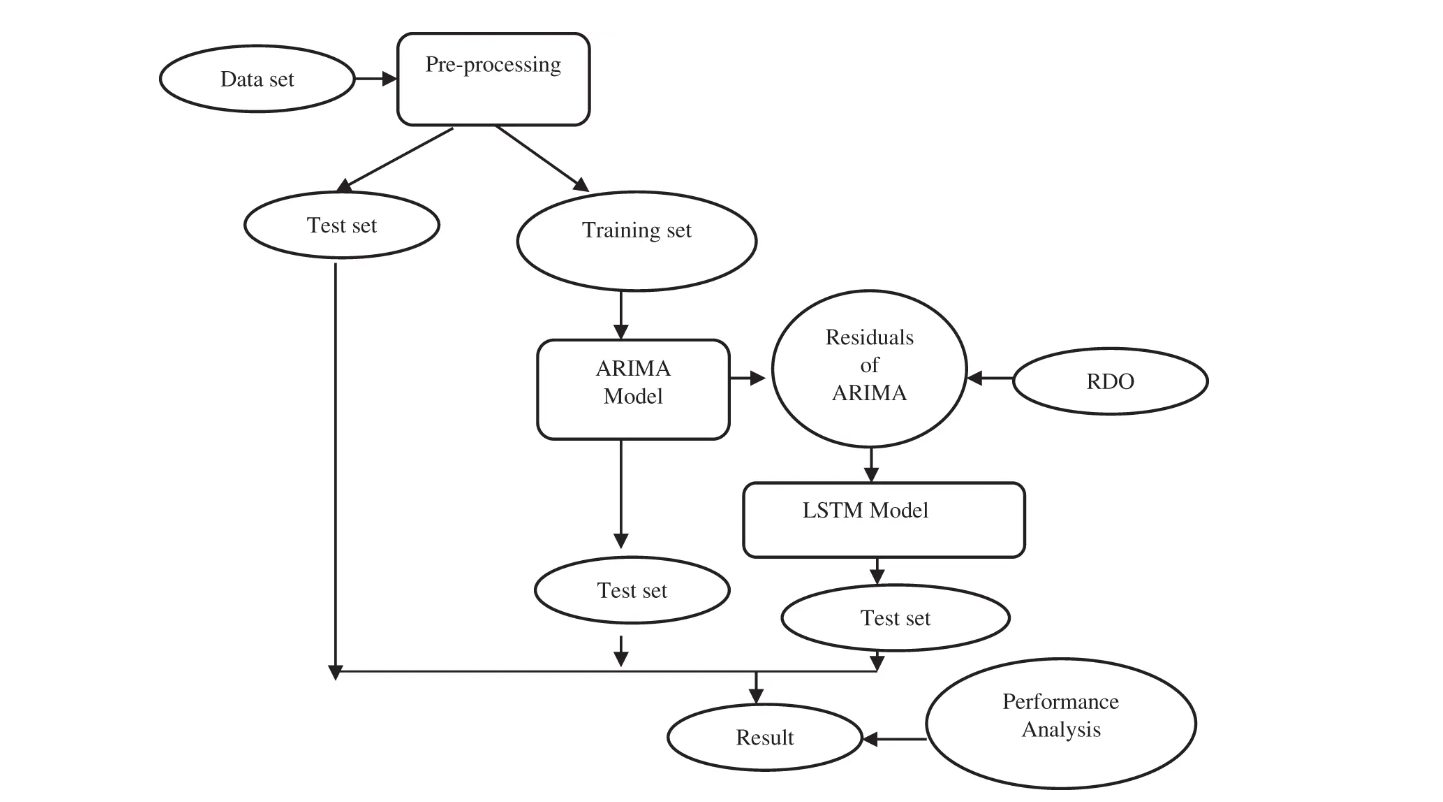 Data set
Pre-processing
Test set
Training set
ARIMA
Model
Residuals
of
ARIMA
RDO
LSTM Model
Test set
Test set
Performance
Analysis
Result